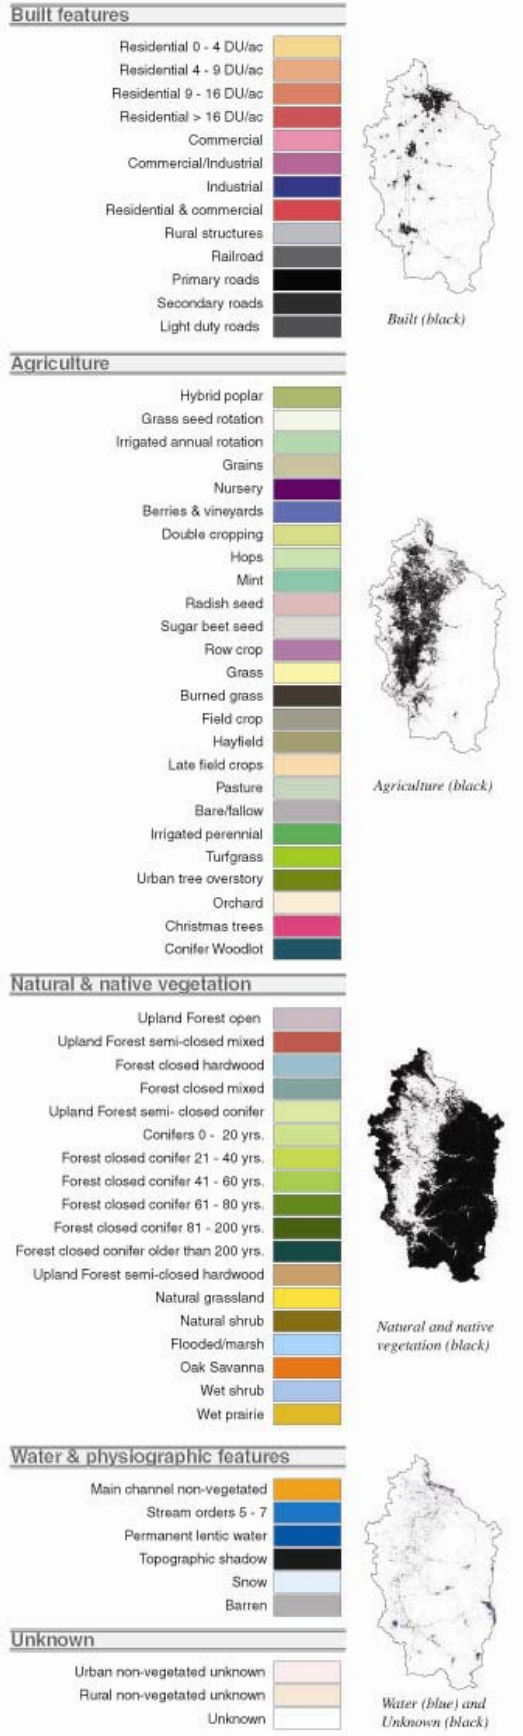 Built features
Residential 0 - 4 DU/ac
Residential 4 - 9 DU/ac
Residential 9 - 16 DU/ac
Residential > 16 DU/ac
Commercial
Commercial/Industrial
Industrial
Residential & commercial
Rural structures
Railroad
Primary roads
Secondary roads
Light duty roads
Built (black)
Agriculture
Hybrid poplar
Grass seed rotation
Irrigated annual rotation
Grains
Nursery
Berries & vineyards
Double cropping
Hops
Mint
Radish seed
Sugar beet seed
Row crop
Grass
Burned grass
Field crop
Hayfield
Late field crops
Pasture
Bare/fallow
Irrigated perennial
Turfgrass
Urban tree overstory
Orchard
Christmas trees
Conifer Woodlot
Agriculture (black)
Natural & native vegetation
Upland Forest open
Upland Forest semi-closed mixed
Forest closed hardwood
Forest closed mixed
Upland Forest semi- closed conifer
Conifers 0 - 20 yrs.
Forest closed conifer 21 - 40 yrs.
Forest closed conifer 41 - 60 yrs.
Forest closed conifer 61 - 80 yrs.
Forest closed conifer 81 - 200 yrs.
Forest closed conifer older than 200 yrs.
Upland Forest semi-closed hardwood
Natural grassland
Natural shrub
Flooded/marsh
Oak Savanna
Wet shrub
Wet prairie
Natural and native
vegetation (black)
Water & physiographic features
Main channel non-vegetated
Stream orders 5 - 7
Permanent lentic water
Topographic shadow
Snow
Barren
Unknown
Urban non-vegetated unknown
Rural non-vegetated unknown
Unknown
Water (blue) and
Unknown (black)